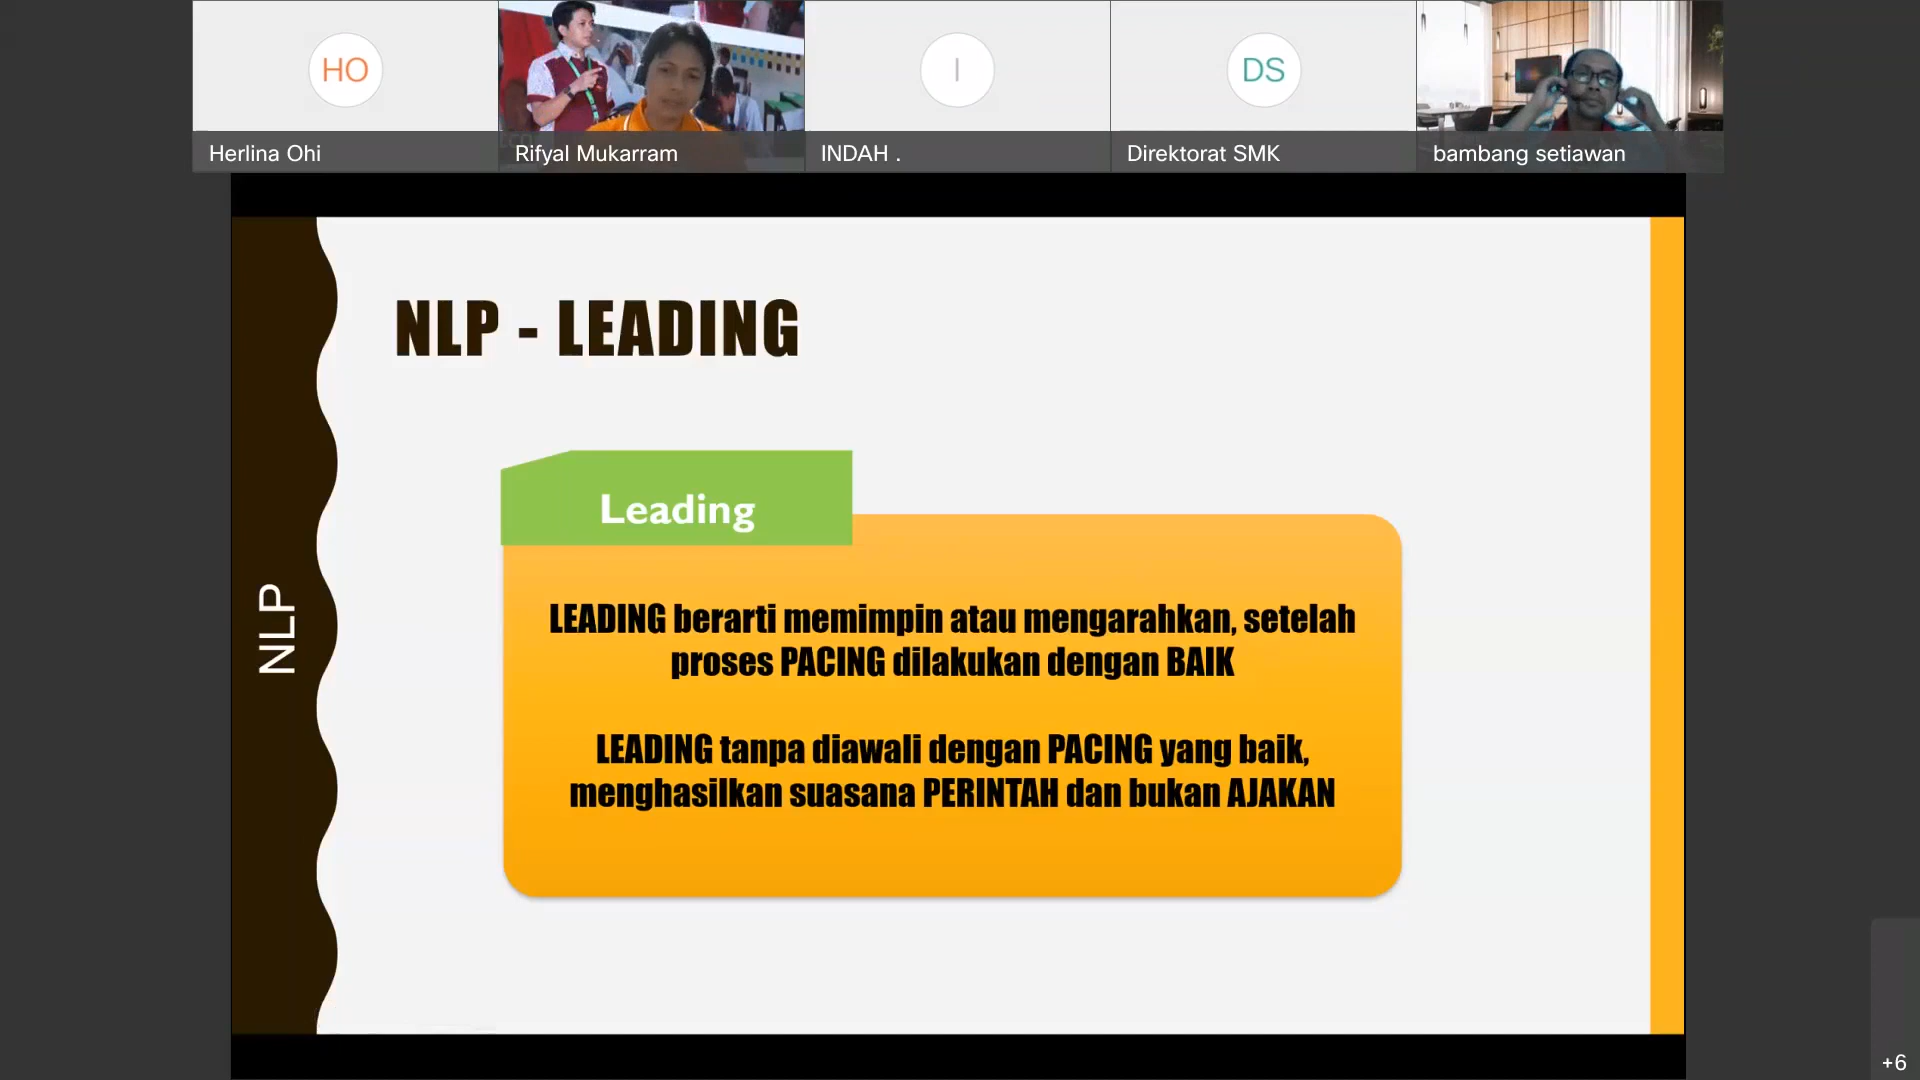 HO
I
DS
Herlina Ohi
Rifyal Mukarram
INDAH .
Direktorat SMK
bambang setiawan
NLP - LEADING
Leading
NLP
LEADING berarti memimpin atau mengarahkan, setelah
proses PACING dilakukan dengan BAIK
LEADING tanpa diawali dengan PACING yang baik,
menghasilkan suasana PERINTAH dan bukan AJAKAN
+6